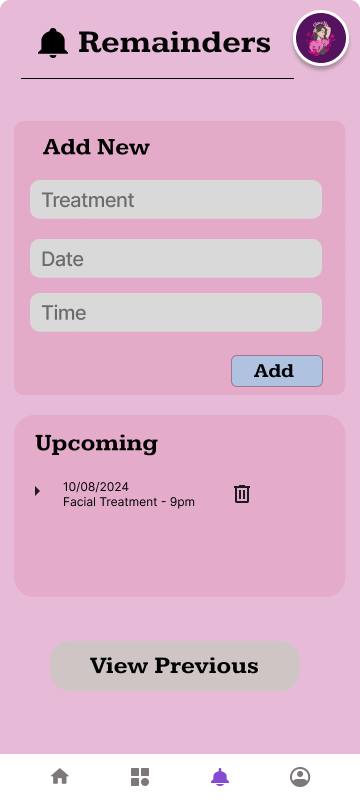 Remainders
Add New
Treatment
Date
Time
Add
Upcoming
10/08/2024
Facial Treatment - 9pm
View Previous